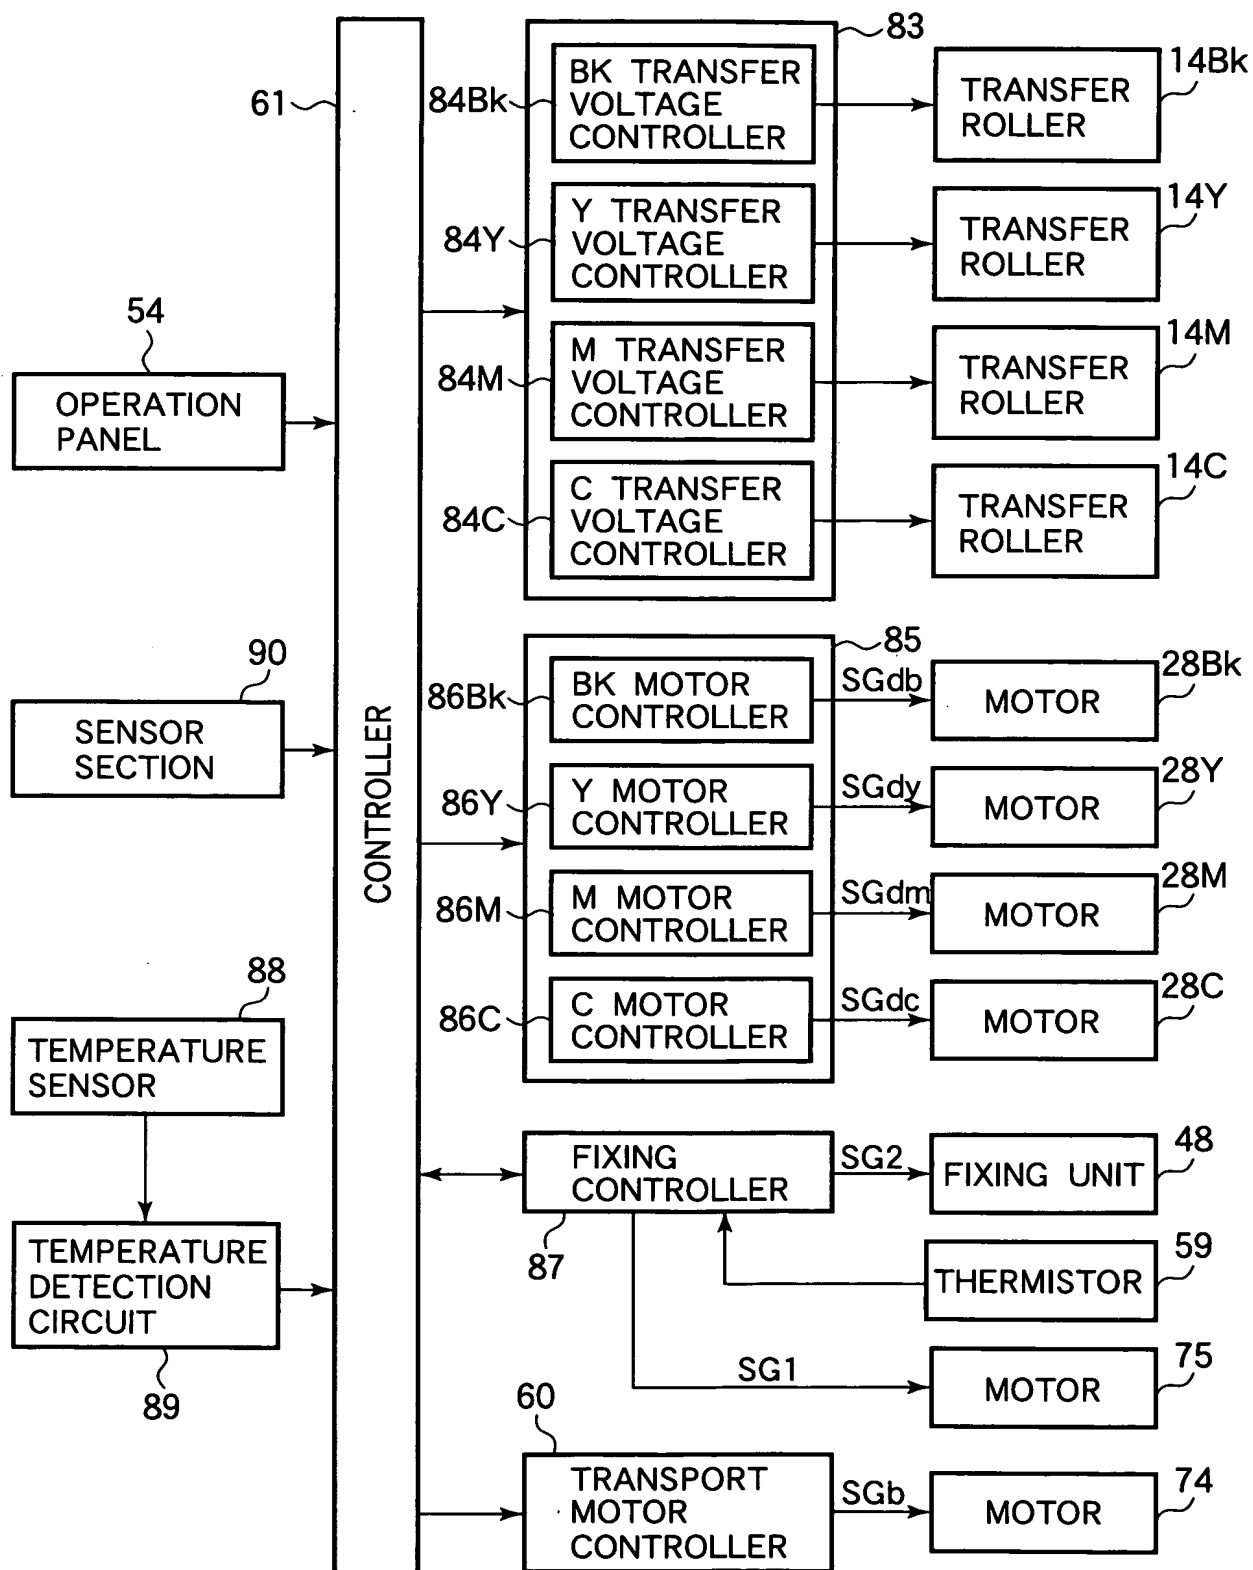 61
83
84Bk
BK TRANSFER
VOLTAGE
CONTROLLER
14Bk
TRANSFER
ROLLER
84Y
Y TRANSFER
VOLTAGE
CONTROLLER
14Y
TRANSFER
ROLLER
84M
M TRANSFER
VOLTAGE
CONTROLLER
14M
TRANSFER
ROLLER
84C
C TRANSFER
VOLTAGE
CONTROLLER
14C
TRANSFER
ROLLER
54
OPERATION
PANEL
90
SENSOR
SECTION
88
TEMPERATURE
SENSOR
TEMPERATURE
DETECTION
CIRCUIT
89
CONTROLLER
85
86Bk
BK MOTOR
CONTROLLER
SGdb
28Bk
MOTOR
86Y
Y MOTOR
CONTROLLER
SGdy
28Y
MOTOR
86M
M MOTOR
CONTROLLER
SGdm
28M
MOTOR
86C
C MOTOR
CONTROLLER
SGdc
28C
MOTOR
FIXING
CONTROLLER
87
SG2
48
FIXING UNIT
59
THERMISTOR
SG1
75
MOTOR
60
TRANSPORT
MOTOR
CONTROLLER
SGb
74
MOTOR